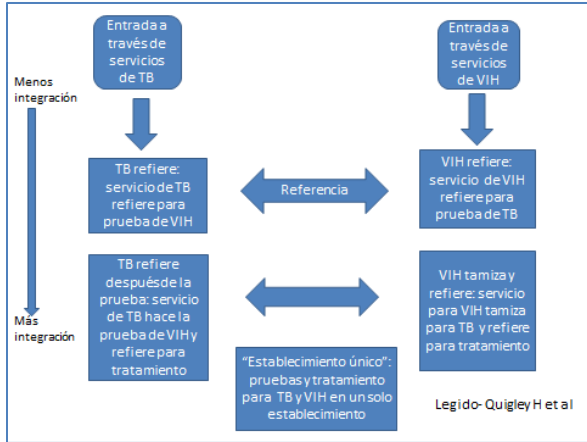 Entrada a
través de
servicios
de TB
Entrada a
través de
servicios
de VIH
Menos
integración
TB refiere:
servicio de TB
refiere para
prueba de VIH
Referencia
VIH refiere:
servicio de VIH
refiere para
prueba de TB
TB refiere
después de la
prueba: servicio
de TB hace la
prueba de VIH y
refiere para
tratamiento
VIH tamiza y
refiere: servicio
para VIH tamiza
para TB y refiere
para tratamiento
Más
integración
“Establecimiento único”:
pruebas y tratamiento
para TB y VIH en un solo
establecimiento
Legido- Quigley H et al